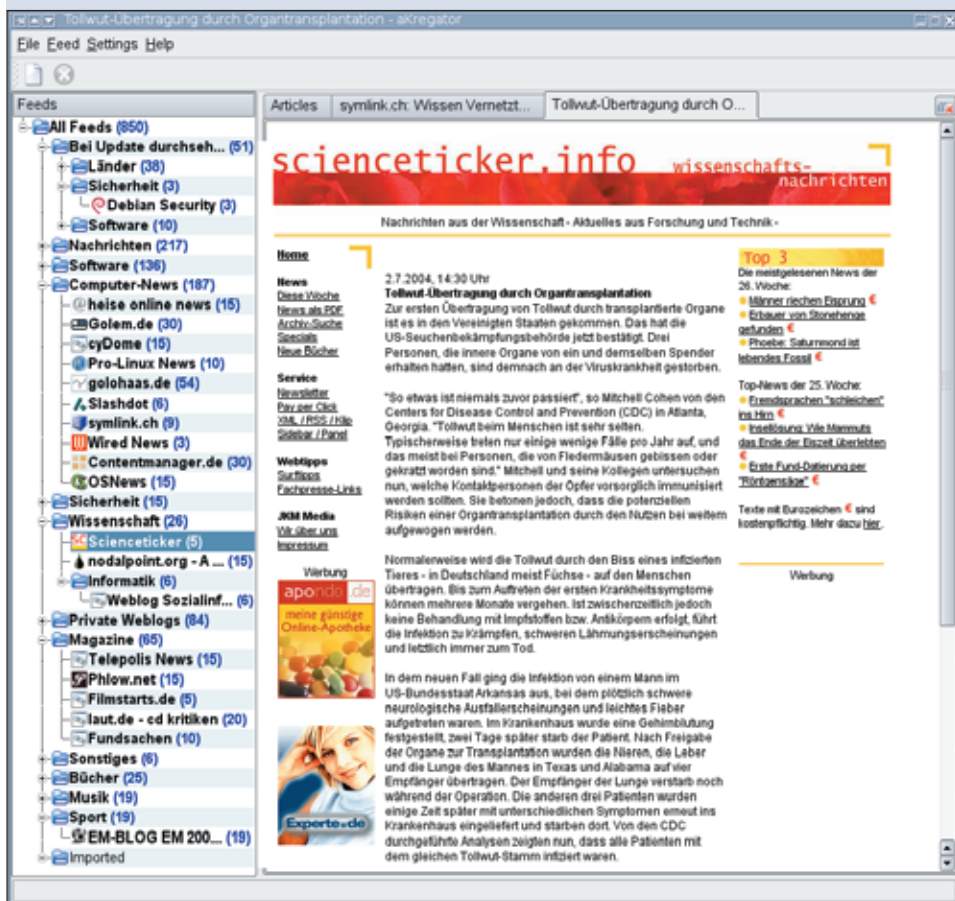 Tollwut-Übertragung durch Organtransplantation - aKregator
File Feed Settings Help
Feeds
All Feeds (850)
Bei Update durchseh... (51)
Länder (38)
Sicherheit (3)
Debian Security (3)
Software (10)
Nachrichten (217)
Software (136)
Computer-News (187)
heise online news (15)
Golem.de (30)
cyDome (15)
Pro-Linux News (10)
golohaas.de (54)
Slashdot (6)
symlink.ch (9)
Wired News (3)
Contentmanager.de (30)
OSNews (15)
Sicherheit (15)
Wissenschaft (26)
Scienceticker (5)
nodalpoint.org - A ... (15)
Informatik (6)
Weblog Sozialinf... (6)
Private Weblogs (84)
Magazine (65)
Telepolis News (15)
Phlow.net (15)
Filmstarts.de (5)
laut.de - cd kritiken (20)
Fundsachen (10)
Sonstiges (6)
Bücher (25)
Musik (19)
Sport (19)
EM-BLOG EM 200... (19)
Imported
Articles
symlink.ch: Wissen Vernetzt...
Tollwut-Übertragung durch O...
scienceticker.info wissenschafts-
nachrichten
Nachrichten aus der Wissenschaft - Aktuelles aus Forschung und Technik -
Home
News
Diese Woche
News als PDF
Archiv-Suche
Specials
Neue Bücher
Service
Newsletter
Pay per Click
XML / RSS / Klip
Sidebar / Panel
Webtipps
Surftipps
Fachpresse-Links
JKM Media
Wir über uns
Impressum
Werbung
apondo.de
meine günstige
Online-Apotheke
Experte.de
2.7.2004, 14:30 Uhr
Tollwut-Übertragung durch Organtransplantation
Zur ersten Übertragung von Tollwut durch transplantierte Organe
ist es in den Vereinigten Staaten gekommen. Das hat die
US-Seuchenbekämpfungsbehörde jetzt bestätigt. Drei
Personen, die innere Organe von ein und demselben Spender
erhalten hatten, sind demnach an der Viruskrankheit gestorben.
"So etwas ist niemals zuvor passiert", so Mitchell Cohen von den
Centers for Disease Control and Prevention (CDC) in Atlanta,
Georgia. "Tollwut beim Menschen ist sehr selten.
Typischerweise treten nur einige wenige Fälle pro Jahr auf, und
das meist bei Personen, die von Fledermäusen gebissen oder
gekratzt worden sind." Mitchell und seine Kollegen untersuchen
nun, welche Kontaktpersonen der Opfer vorsorglich immunisiert
werden sollten. Sie betonen jedoch, dass die potenziellen
Risiken einer Organtransplantation durch den Nutzen bei weitem
aufgewogen werden.
Normalerweise wird die Tollwut durch den Biss eines infizierten
Tieres - in Deutschland meist Füchse - auf den Menschen
übertragen. Bis zum Auftreten der ersten Krankheitssymptome
können mehrere Monate vergehen. Ist zwischenzeitlich jedoch
keine Behandlung mit Impfstoffen bzw. Antikörpern erfolgt, führt
die Infektion zu Krämpfen, schweren Lähmungserscheinungen
und letztlich immer zum Tod.
In dem neuen Fall ging die Infektion von einem Mann im
US-Bundesstaat Arkansas aus, bei dem plötzlich schwere
neurologische Ausfallerscheinungen und leichtes Fieber
aufgetreten waren. Im Krankenhaus wurde eine Gehirnblutung
festgestellt, zwei Tage später starb der Patient. Nach Freigabe
der Organe zur Transplantation wurden die Nieren, die Leber
und die Lunge des Mannes in Texas und Alabama auf vier
Empfänger übertragen. Der Empfänger der Lunge verstarb noch
während der Operation. Die anderen drei Patienten wurden
einige Zeit später mit unterschiedlichen Symptomen erneut ins
Krankenhaus eingeliefert und starben dort. Von den CDC
durchgeführte Analysen zeigten nun, dass alle Patienten mit
dem gleichen Tollwut-Stamm infiziert waren.
Top 3
Die meistgelesenen News der
26. Woche:
Männer riechen Eisprung €
Erbauer von Stonehenge
gefunden €
Phoebe: Saturnmond ist
lebendes Fossil €
Top-News der 25. Woche:
Fremdsprachen "schleichen"
ins Hirn €
Insellösung: Wie Mammuts
das Ende der Eiszeit überlebten
€
Erste Fund-Datierung per
"Röntgensäge" €
Texte mit Eurozeichen € sind
kostenpflichtig. Mehr dazu hier.
Werbung